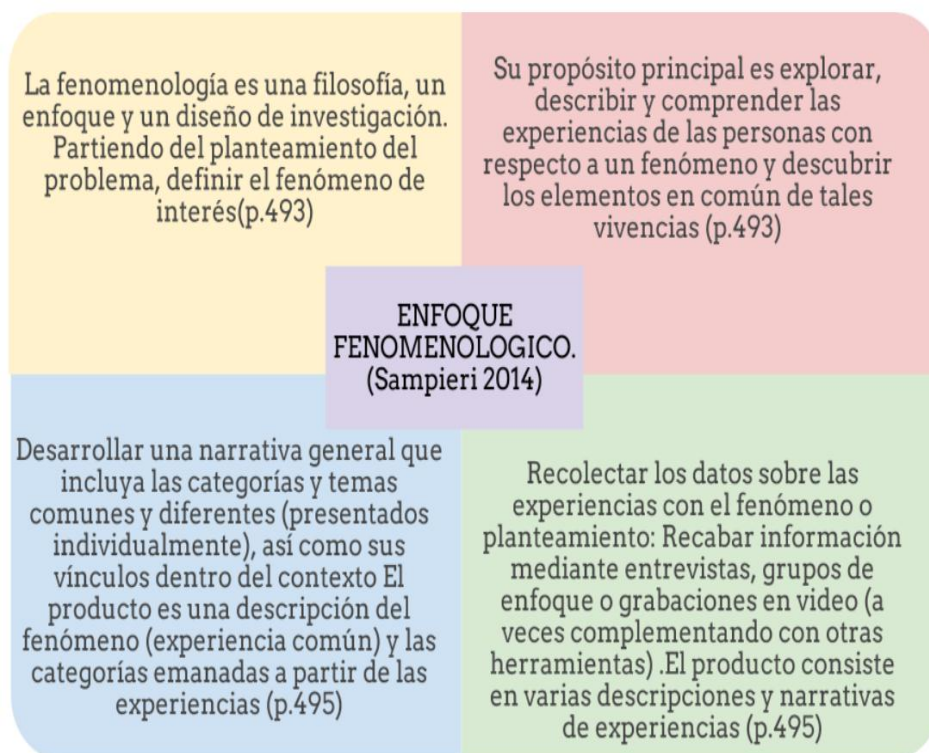 La fenomenología es una filosofía, un
enfoque y un diseño de investigación.
Partiendo del planteamiento del
problema, definir el fenómeno de
interés(p.493)
Su propósito principal es explorar,
describir y comprender las
experiencias de las personas con
respecto a un fenómeno y descubrir
los elementos en común de tales
vivencias (p.493)
ENFOQUE
FENOMENOLOGICO.
(Sampieri 2014)
Desarrollar una narrativa general que
incluya las categorías y temas
comunes y diferentes (presentados
individualmente), así como sus
vínculos dentro del contexto El
producto es una descripción del
fenómeno (experiencia común) y las
categorías emanadas a partir de las
experiencias (p.495)
Recolectar los datos sobre las
experiencias con el fenómeno o
planteamiento: Recabar información
mediante entrevistas, grupos de
enfoque o grabaciones en video (a
veces complementando con otras
herramientas) .El producto consiste
en varias descripciones y narrativas
de experiencias (p.495)